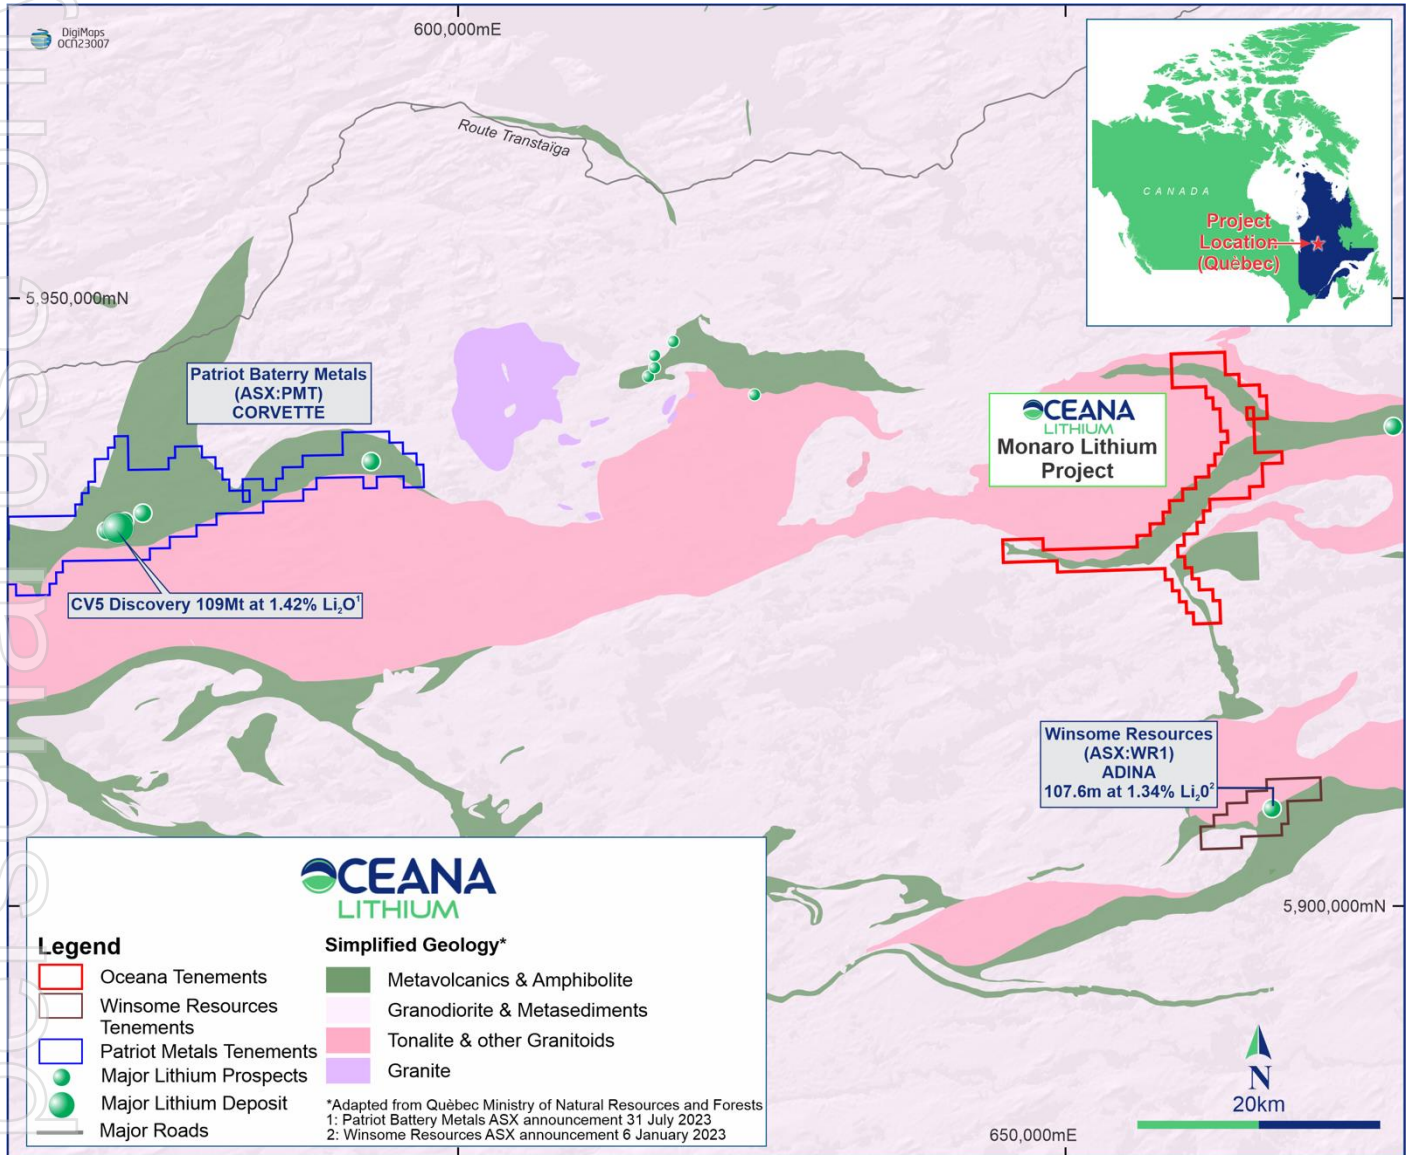 DigiMaps
OCN23007
600,000mE
Route Transtaïga
CANADA
Project
Location
(Québec)
5,950,000mN
Patriot Baterry Metals
(ASX:PMT)
CORVETTE
OCEANA
LITHIUM
Monaro Lithium
Project
CV5 Discovery 109Mt at 1.42% Li₂O¹
Winsome Resources
(ASX:WR1)
ADINA
107.6m at 1.34% Li₂0²
5,900,000mN
OCEANA
LITHIUM
Legend
Oceana Tenements
Winsome Resources
Tenements
Patriot Metals Tenements
Major Lithium Prospects
Major Lithium Deposit
Major Roads
Simplified Geology*
Metavolcanics & Amphibolite
Granodiorite & Metasediments
Tonalite & other Granitoids
Granite
*Adapted from Quèbec Ministry of Natural Resources and Forests
1: Patriot Battery Metals ASX announcement 31 July 2023
2: Winsome Resources ASX announcement 6 January 2023
N
20km
650,000mE